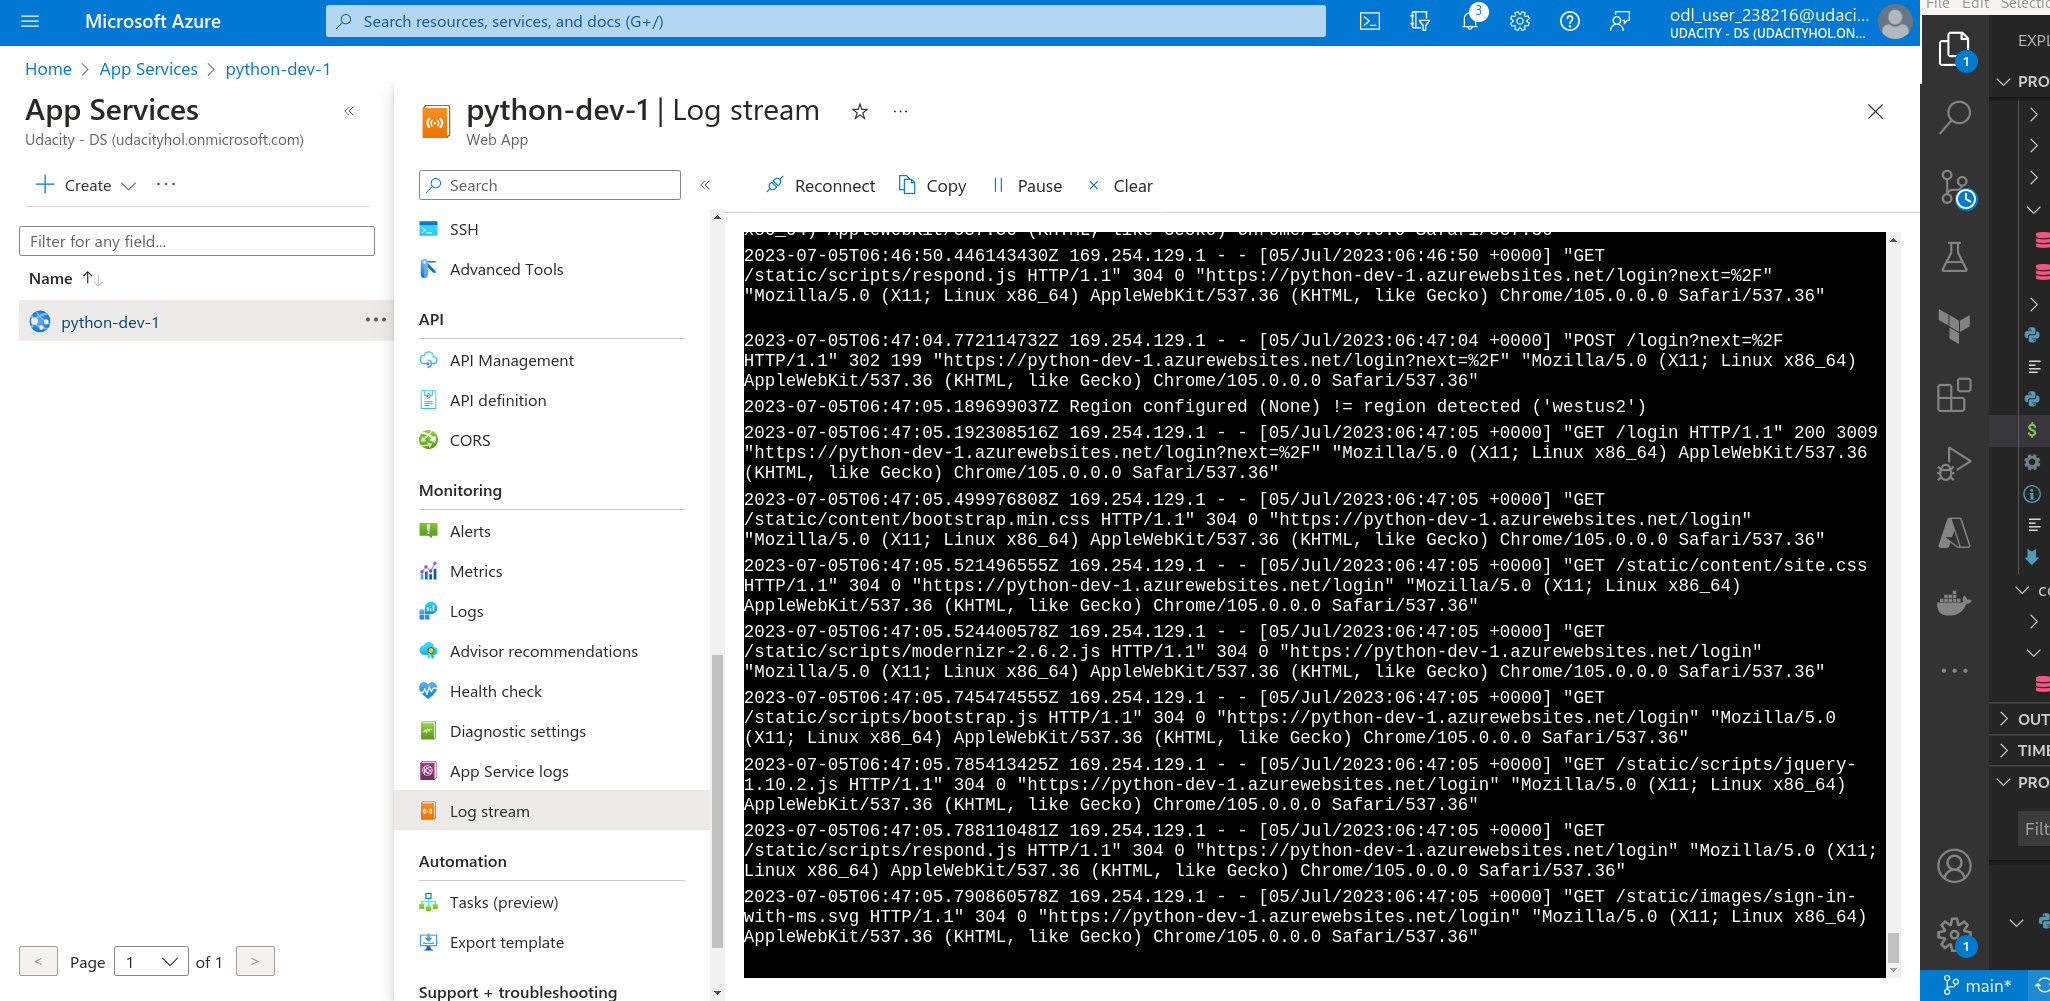 Microsoft Azure
Search resources, services, and docs (G+/)
3
odl_user_238216@udaci...
UDACITY - DS (UDACITYHOL.ON...
Home > App Services > python-dev-1
App Services
Udacity - DS (udacityhol.onmicrosoft.com)
Create
Filter for any field...
Name
python-dev-1
< Page 1 of 1 >
python-dev-1 | Log stream
Web App
Search
SSH
Advanced Tools
API
API Management
API definition
CORS
Monitoring
Alerts
Metrics
Logs
Advisor recommendations
Health check
Diagnostic settings
App Service logs
Log stream
Automation
Tasks (preview)
Export template
Support + troubleshooting
Reconnect Copy Pause Clear
x86_64) AppleWebKit/537.36 (KHTML, like Gecko) Chrome/105.0.0.0 Safari/537.36"
2023-07-05T06:46:50.446143430Z 169.254.129.1 - - [05/Jul/2023:06:46:50 +0000] "GET
/static/scripts/respond.js HTTP/1.1" 304 0 "https://python-dev-1.azurewebsites.net/login?next=%2F"
"Mozilla/5.0 (X11; Linux x86_64) AppleWebKit/537.36 (KHTML, like Gecko) Chrome/105.0.0.0 Safari/537.36"
2023-07-05T06:47:04.772114732Z 169.254.129.1 - - [05/Jul/2023:06:47:04 +0000] "POST /login?next=%2F
HTTP/1.1" 302 199 "https://python-dev-1.azurewebsites.net/login?next=%2F" "Mozilla/5.0 (X11; Linux x86_64)
AppleWebKit/537.36 (KHTML, like Gecko) Chrome/105.0.0.0 Safari/537.36"
2023-07-05T06:47:05.189699037Z Region configured (None) != region detected ('westus2')
2023-07-05T06:47:05.192308516Z 169.254.129.1 - - [05/Jul/2023:06:47:05 +0000] "GET /login HTTP/1.1" 200 3009
"https://python-dev-1.azurewebsites.net/login?next=%2F" "Mozilla/5.0 (X11; Linux x86_64) AppleWebKit/537.36
(KHTML, like Gecko) Chrome/105.0.0.0 Safari/537.36"
2023-07-05T06:47:05.499976808Z 169.254.129.1 - - [05/Jul/2023:06:47:05 +0000] "GET
/static/content/bootstrap.min.css HTTP/1.1" 304 0 "https://python-dev-1.azurewebsites.net/login"
"Mozilla/5.0 (X11; Linux x86_64) AppleWebKit/537.36 (KHTML, like Gecko) Chrome/105.0.0.0 Safari/537.36"
2023-07-05T06:47:05.521496555Z 169.254.129.1 - - [05/Jul/2023:06:47:05 +0000] "GET /static/content/site.css
HTTP/1.1" 304 0 "https://python-dev-1.azurewebsites.net/login" "Mozilla/5.0 (X11; Linux x86_64)
AppleWebKit/537.36 (KHTML, like Gecko) Chrome/105.0.0.0 Safari/537.36"
2023-07-05T06:47:05.524400578Z 169.254.129.1 - - [05/Jul/2023:06:47:05 +0000] "GET
/static/scripts/modernizr-2.6.2.js HTTP/1.1" 304 0 "https://python-dev-1.azurewebsites.net/login"
"Mozilla/5.0 (X11; Linux x86_64) AppleWebKit/537.36 (KHTML, like Gecko) Chrome/105.0.0.0 Safari/537.36"
2023-07-05T06:47:05.745474555Z 169.254.129.1 - - [05/Jul/2023:06:47:05 +0000] "GET
/static/scripts/bootstrap.js HTTP/1.1" 304 0 "https://python-dev-1.azurewebsites.net/login" "Mozilla/5.0
(X11; Linux x86_64) AppleWebKit/537.36 (KHTML, like Gecko) Chrome/105.0.0.0 Safari/537.36"
2023-07-05T06:47:05.785413425Z 169.254.129.1 - - [05/Jul/2023:06:47:05 +0000] "GET /static/scripts/jquery-
1.10.2.js HTTP/1.1" 304 0 "https://python-dev-1.azurewebsites.net/login" "Mozilla/5.0 (X11; Linux x86_64)
AppleWebKit/537.36 (KHTML, like Gecko) Chrome/105.0.0.0 Safari/537.36"
2023-07-05T06:47:05.788110481Z 169.254.129.1 - - [05/Jul/2023:06:47:05 +0000] "GET
/static/scripts/respond.js HTTP/1.1" 304 0 "https://python-dev-1.azurewebsites.net/login" "Mozilla/5.0 (X11;
Linux x86_64) AppleWebKit/537.36 (KHTML, like Gecko) Chrome/105.0.0.0 Safari/537.36"
2023-07-05T06:47:05.790860578Z 169.254.129.1 - - [05/Jul/2023:06:47:05 +0000] "GET /static/images/sign-in-
with-ms.svg HTTP/1.1" 304 0 "https://python-dev-1.azurewebsites.net/login" "Mozilla/5.0 (X11; Linux x86_64)
AppleWebKit/537.36 (KHTML, like Gecko) Chrome/105.0.0.0 Safari/537.36"
File Edit Selectio
EXPL
1
PRO
$
co
OUT
TIME
PRO
Filt
1
main*